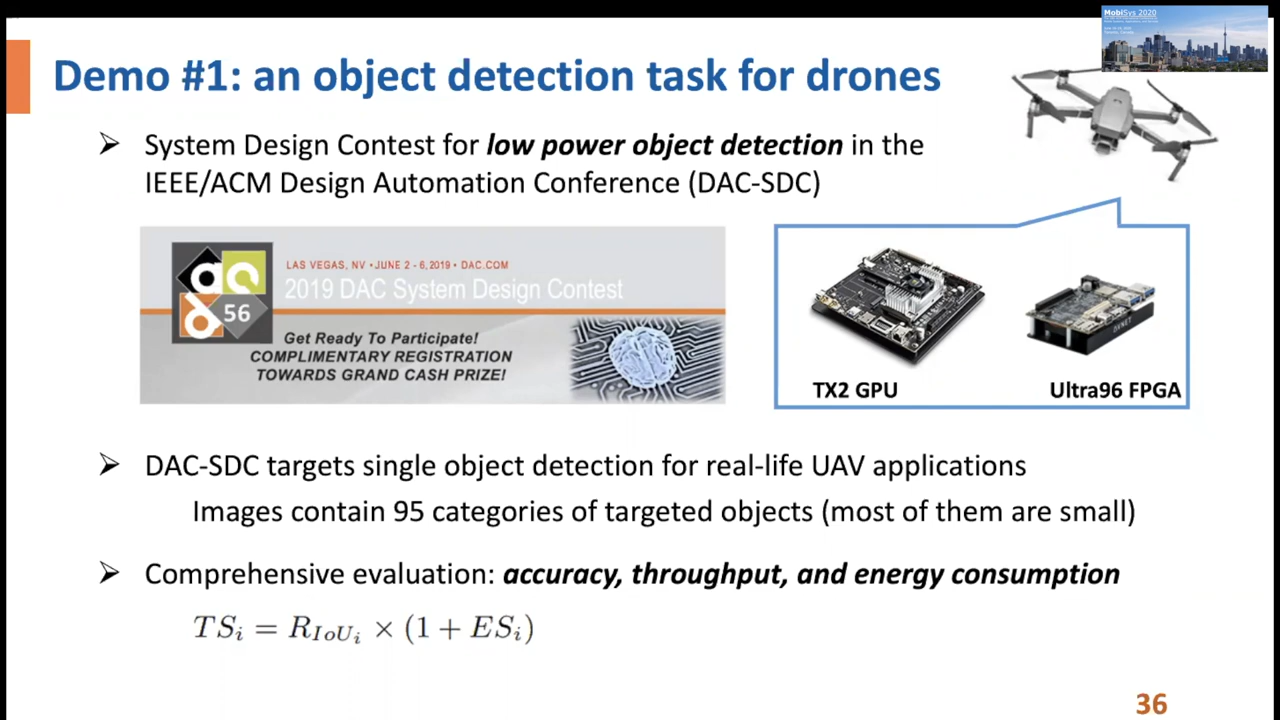 MobiSys 2020
Demo #1: an object detection task for drones
➢ System Design Contest for low power object detection in the
IEEE/ACM Design Automation Conference (DAC-SDC)
LAS VEGAS, NV • JUNE 2 - 6, 2019 • DAC.COM
2019 DAC System Design Contest
56
Get Ready To Participate!
COMPLIMENTARY REGISTRATION
TOWARDS GRAND CASH PRIZE!
TX2 GPU
Ultra96 FPGA
➢ DAC-SDC targets single object detection for real-life UAV applications
Images contain 95 categories of targeted objects (most of them are small)
➢ Comprehensive evaluation: accuracy, throughput, and energy consumption
TS_i = R_{IoU_i} × (1 + ES_i)
36